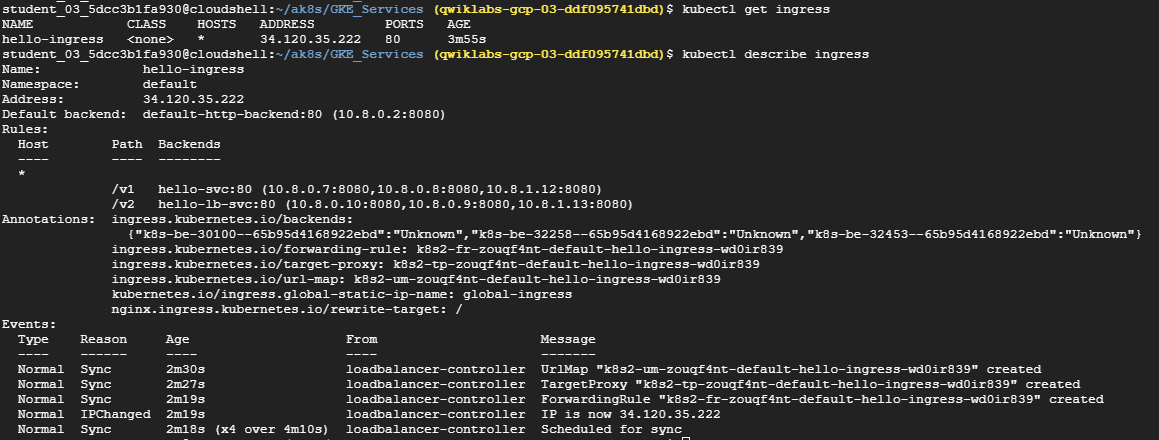 student_03_5dcc3b1fa930@cloudshell:~/ak8s/GKE_Services (qwiklabs-gcp-03-ddf095741dbd)$ kubectl get ingress
NAME CLASS HOSTS ADDRESS PORTS AGE
hello-ingress <none> * 34.120.35.222 80 3m55s
student_03_5dcc3b1fa930@cloudshell:~/ak8s/GKE_Services (qwiklabs-gcp-03-ddf095741dbd)$ kubectl describe ingress
Name: hello-ingress
Namespace: default
Address: 34.120.35.222
Default backend: default-http-backend:80 (10.8.0.2:8080)
Rules:
Host Path Backends
---- ---- --------
*
/v1 hello-svc:80 (10.8.0.7:8080,10.8.0.8:8080,10.8.1.12:8080)
/v2 hello-lb-svc:80 (10.8.0.10:8080,10.8.0.9:8080,10.8.1.13:8080)
Annotations: ingress.kubernetes.io/backends:
{"k8s-be-30100--65b95d4168922ebd":"Unknown","k8s-be-32258--65b95d4168922ebd":"Unknown","k8s-be-32453--65b95d4168922ebd":"Unknown"}
ingress.kubernetes.io/forwarding-rule: k8s2-fr-zouqf4nt-default-hello-ingress-wd0ir839
ingress.kubernetes.io/target-proxy: k8s2-tp-zouqf4nt-default-hello-ingress-wd0ir839
ingress.kubernetes.io/url-map: k8s2-um-zouqf4nt-default-hello-ingress-wd0ir839
kubernetes.io/ingress.global-static-ip-name: global-ingress
nginx.ingress.kubernetes.io/rewrite-target: /
Events:
Type Reason Age From Message
---- ------ ---- ---- -------
Normal Sync 2m30s loadbalancer-controller UrlMap "k8s2-um-zouqf4nt-default-hello-ingress-wd0ir839" created
Normal Sync 2m27s loadbalancer-controller TargetProxy "k8s2-tp-zouqf4nt-default-hello-ingress-wd0ir839" created
Normal Sync 2m19s loadbalancer-controller ForwardingRule "k8s2-fr-zouqf4nt-default-hello-ingress-wd0ir839" created
Normal IPChanged 2m19s loadbalancer-controller IP is now 34.120.35.222
Normal Sync 2m18s (x4 over 4m10s) loadbalancer-controller Scheduled for sync